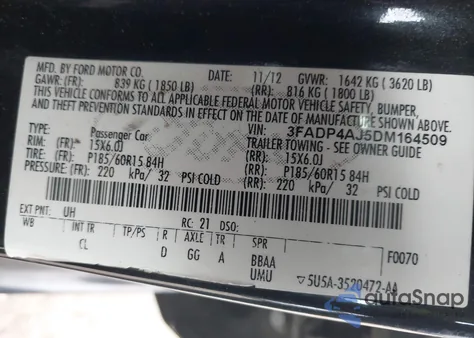 MFD. BY FORD MOTOR CO.
DATE: 11/12 GVWR: 1642 KG ( 3620 LB)
GAWR: (FR): 839 KG ( 1850 LB) (RR): 816 KG ( 1800 LB)
THIS VEHICLE CONFORMS TO ALL APPLICABLE FEDERAL MOTOR VEHICLE SAFETY, BUMPER,
AND THEFT PREVENTION STANDARDS IN EFFECT ON THE DATE OF MANUFACTURE SHOWN ABOVE.
VIN: 3FADP4AJ5DM164509
TYPE: Passenger Car TRAILER TOWING - SEE OWNER GUIDE
RIM: (FR): 15X6.0J (RR): 15X6.0J
TIRE: P185/60R15 84H P185/60R15 84H
PRESSURE: (FR): 220 kPa/ 32 PSI COLD (RR): 220 kPa/ 32 PSI COLD
EXT PNT: UH RC: 21 DSO:
WB INT TR TP/PS R AXLE TR SPR F0070
CL D GG A BBAA
UMU 5U5A-3520472-AA
AutoSnap